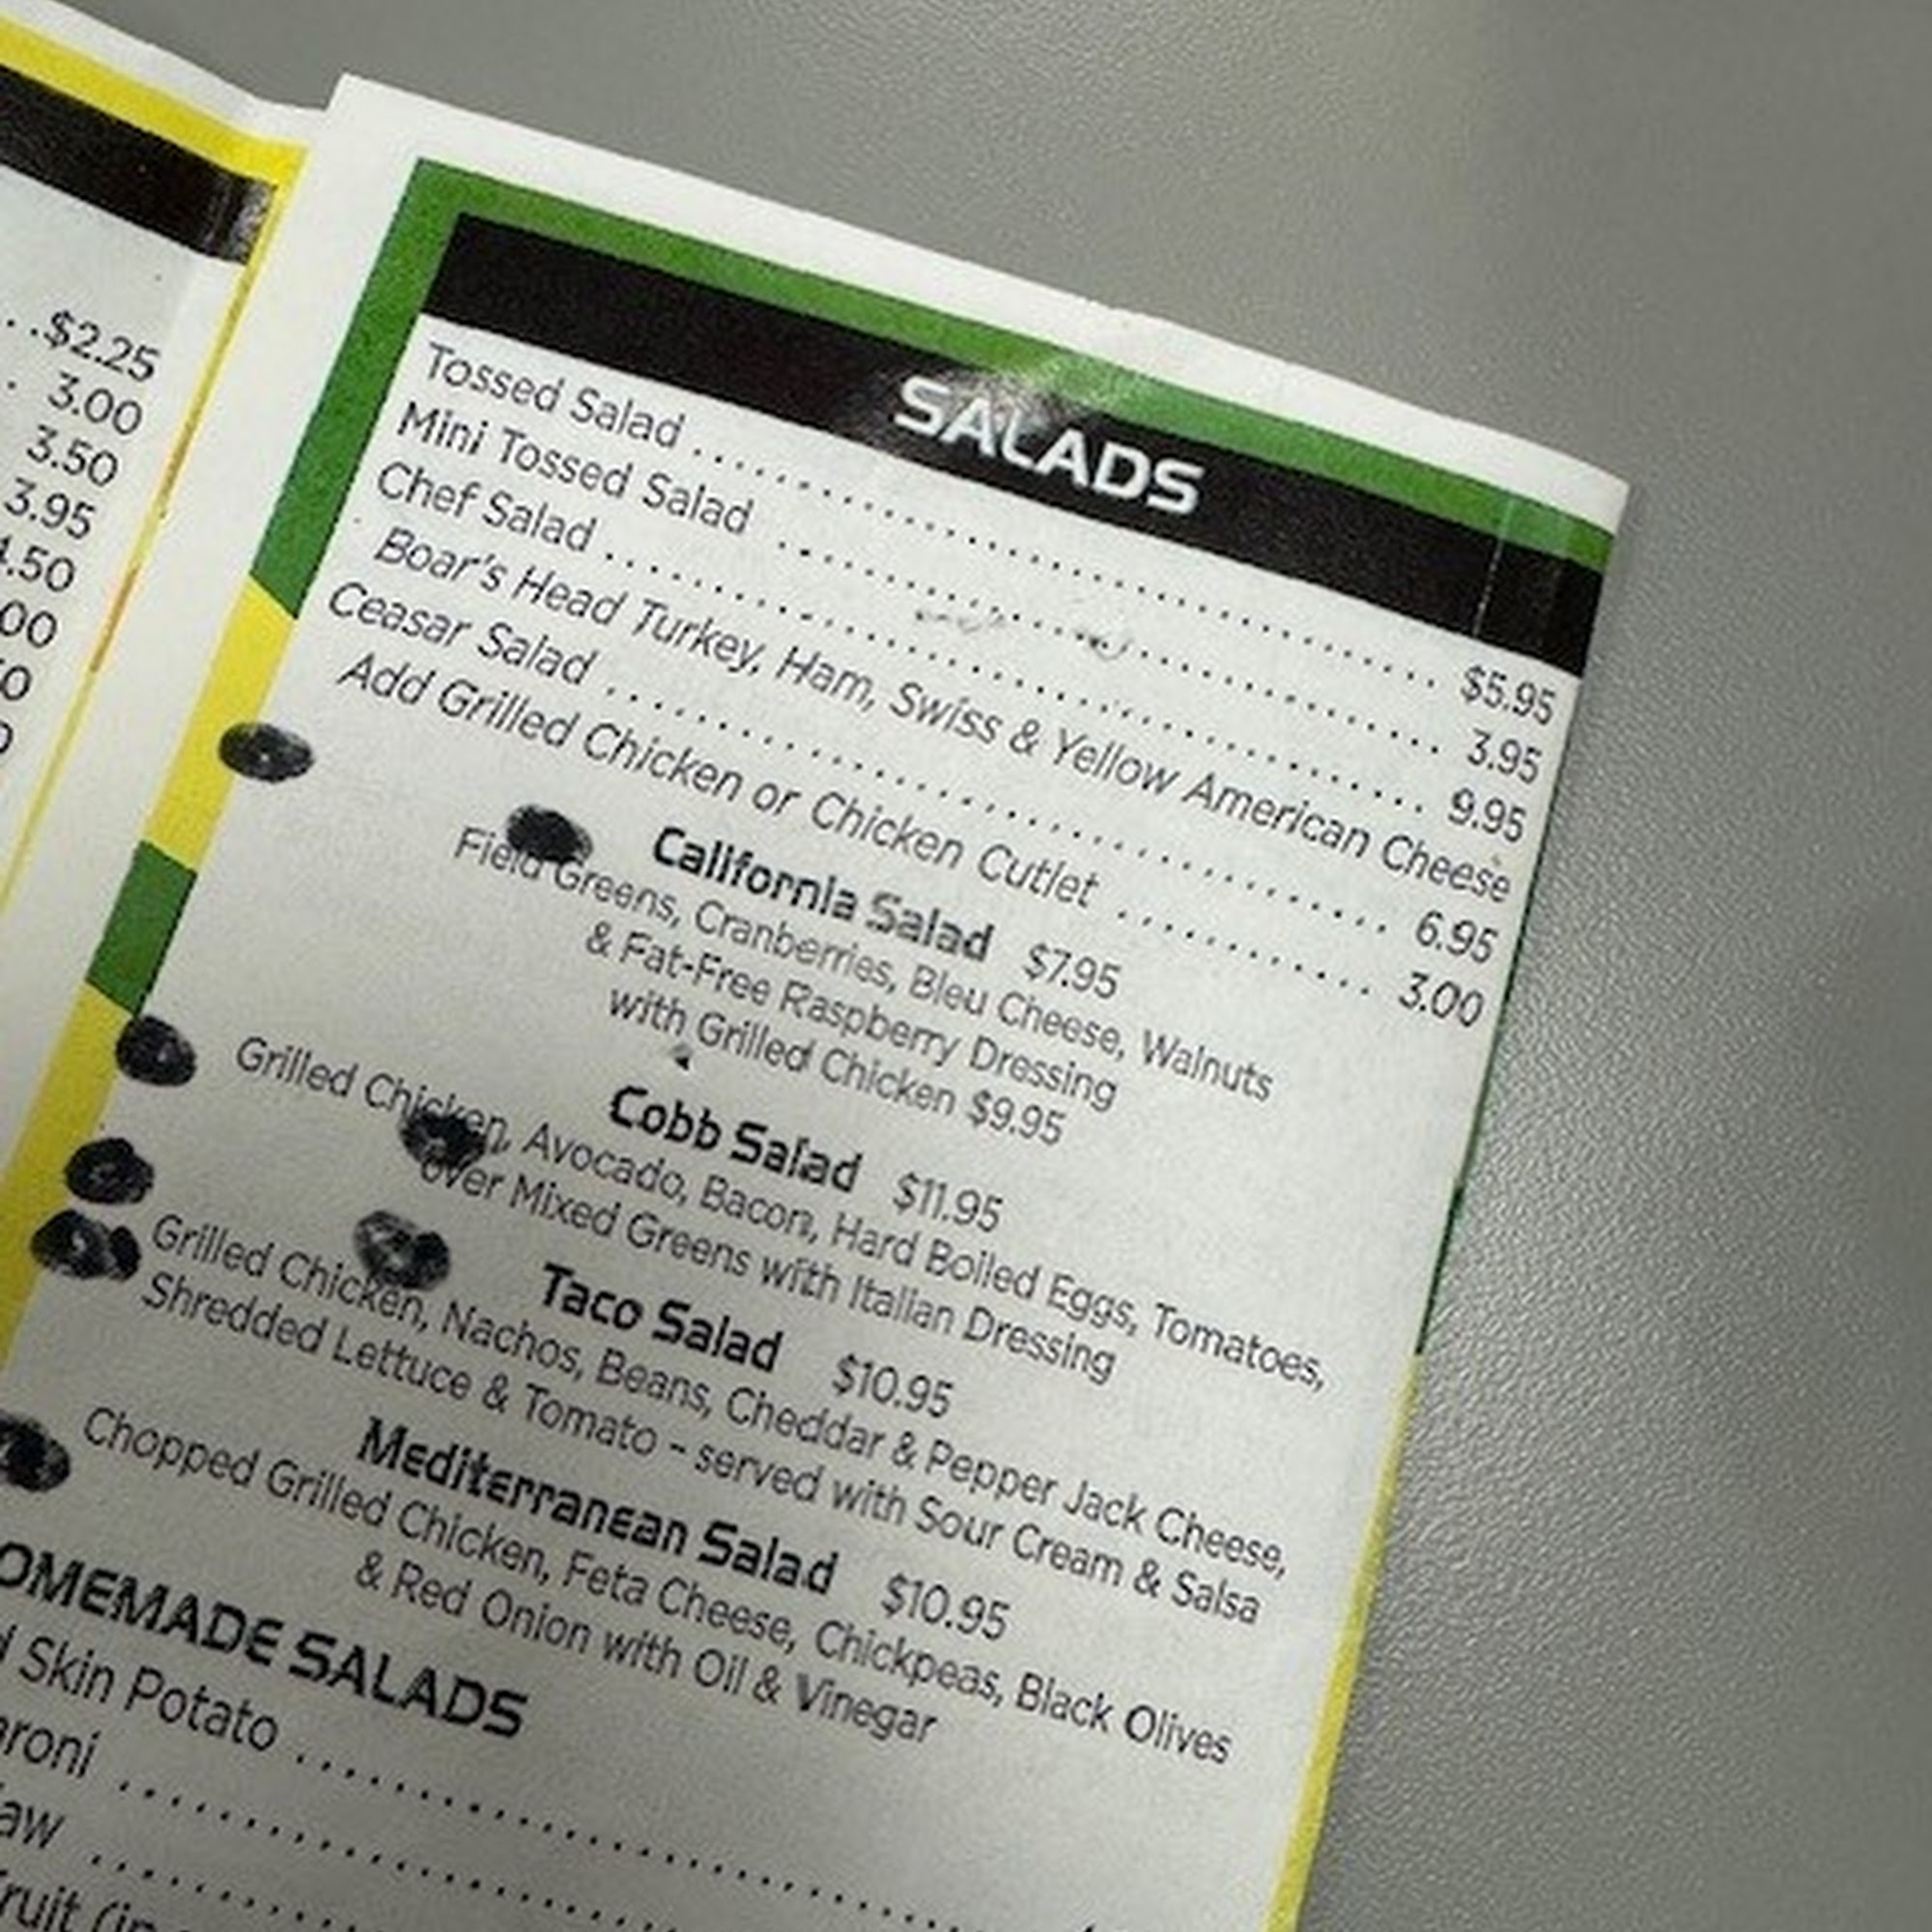 $2.25
3.00
3.50
3.95
4.50
SALADS
Tossed Salad $5.95
Mini Tossed Salad 3.95
Chef Salad 9.95
Boar's Head Turkey, Ham, Swiss & Yellow American Cheese
Ceasar Salad 6.95
Add Grilled Chicken or Chicken Cutlet 3.00
California Salad $7.95
Field Greens, Cranberries, Bleu Cheese, Walnuts
& Fat-Free Raspberry Dressing
with Grilled Chicken $9.95
Cobb Salad $11.95
Grilled Chicken, Avocado, Bacon, Hard Boiled Eggs, Tomatoes,
over Mixed Greens with Italian Dressing
Taco Salad $10.95
Grilled Chicken, Nachos, Beans, Cheddar & Pepper Jack Cheese,
Shredded Lettuce & Tomato - served with Sour Cream & Salsa
Mediterranean Salad $10.95
Chopped Grilled Chicken, Feta Cheese, Chickpeas, Black Olives
& Red Onion with Oil & Vinegar
OMEMADE SALADS
d Skin Potato
aroni
aw